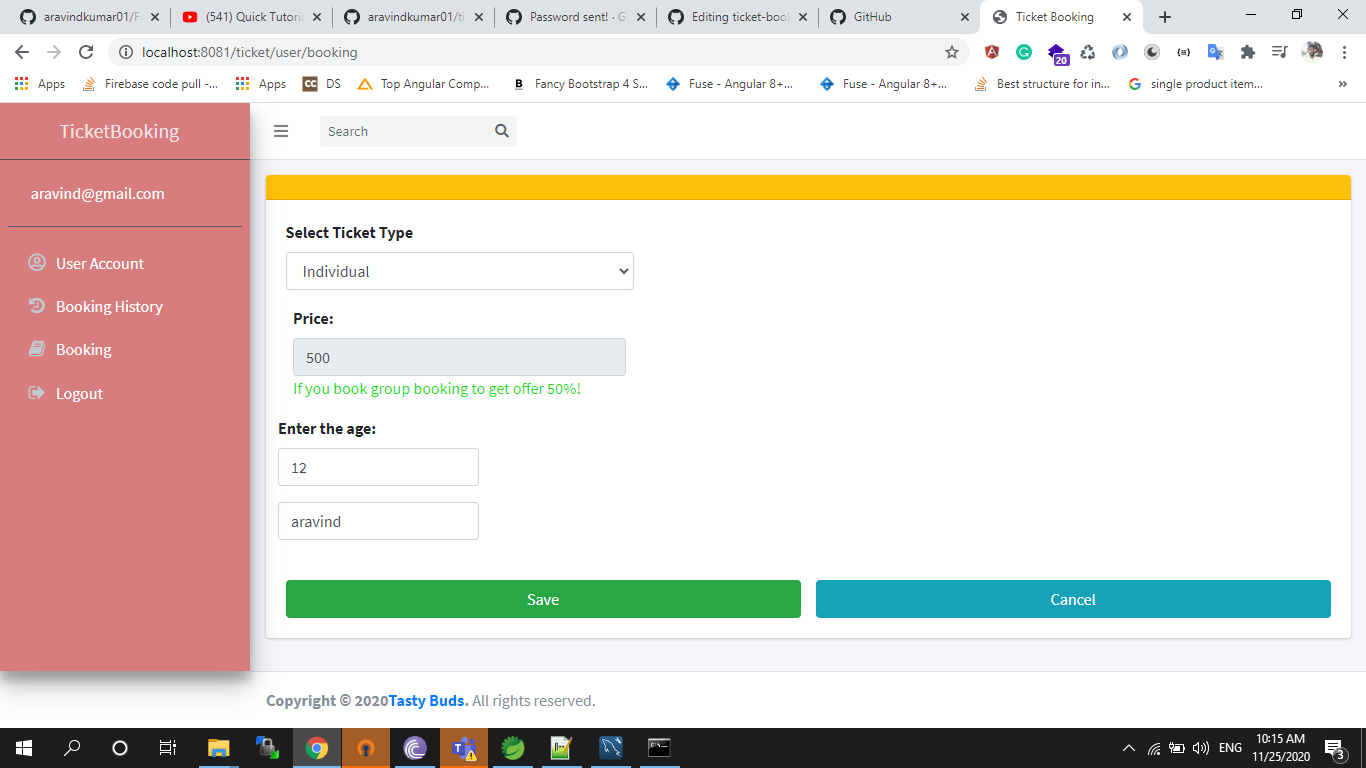 aravindkumar01/F
(541) Quick Tutoria
aravindkumar01/ti
Password sent! · G
Editing ticket-boo
GitHub
Ticket Booking
localhost:8081/ticket/user/booking
20
Apps
Firebase code pull -...
Apps
CC
DS
Top Angular Comp...
B
Fancy Bootstrap 4 S...
Fuse - Angular 8+...
Fuse - Angular 8+...
Best structure for in...
single product item...
»
TicketBooking
Search
aravind@gmail.com
User Account
Booking History
Booking
Logout
Select Ticket Type
Individual
Price:
500
If you book group booking to get offer 50%!
Enter the age:
12
aravind
Save
Cancel
Copyright © 2020Tasty Buds. All rights reserved.
ENG
10:15 AM
11/25/2020
3